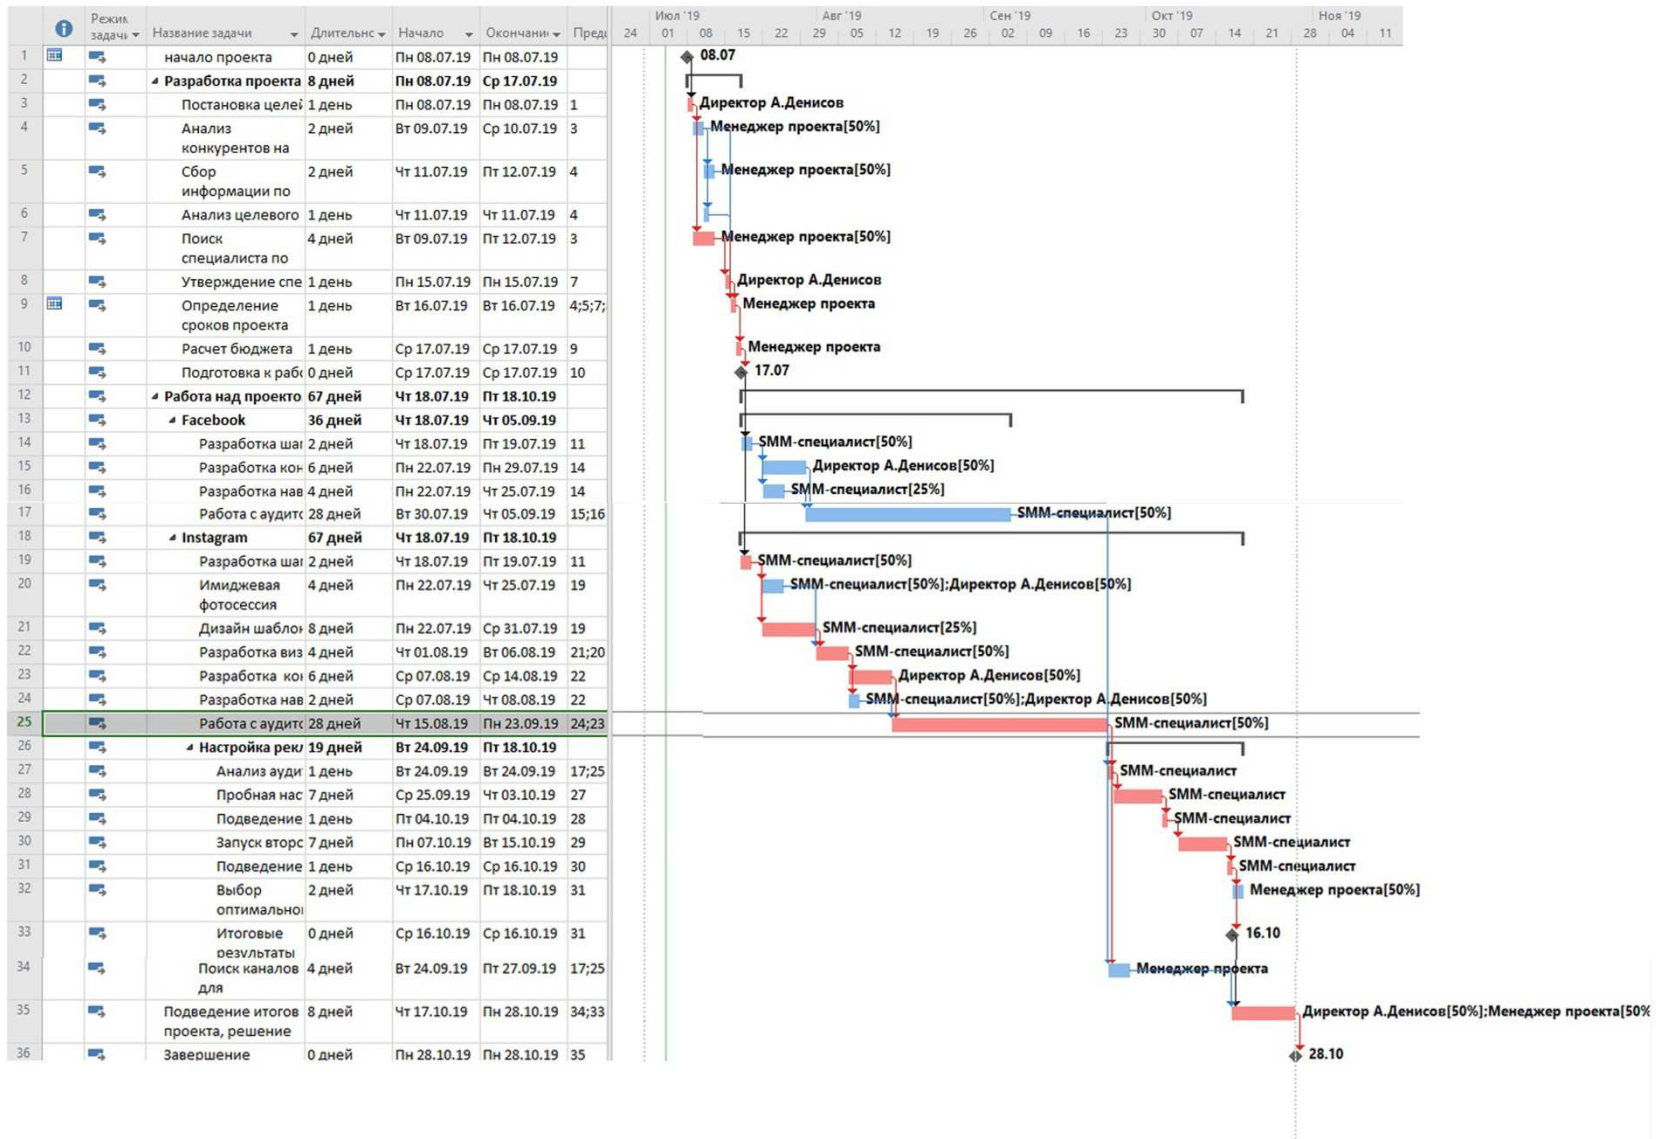 Июл '19 Авг '19 Сен '19 Окт '19 Ноя '19
Режим задачи Название задачи Длительнс Начало Окончани Пред 24 01 08 15 22 29 05 12 19 26 02 09 16 23 30 07 14 21 28 04 11
1 начало проекта 0 дней Пн 08.07.19 Пн 08.07.19 08.07
2 Разработка проекта 8 дней Пн 08.07.19 Ср 17.07.19
3 Постановка целей 1 день Пн 08.07.19 Пн 08.07.19 1 Директор А.Денисов
4 Анализ 2 дней Вт 09.07.19 Ср 10.07.19 3 Менеджер проекта[50%]
конкурентов на
5 Сбор 2 дней Чт 11.07.19 Пт 12.07.19 4 Менеджер проекта[50%]
информации по
6 Анализ целевого 1 день Чт 11.07.19 Чт 11.07.19 4
7 Поиск 4 дней Вт 09.07.19 Пт 12.07.19 3 Менеджер проекта[50%]
специалиста по
8 Утверждение спе 1 день Пн 15.07.19 Пн 15.07.19 7 Директор А.Денисов
9 Определение 1 день Вт 16.07.19 Вт 16.07.19 4;5;7; Менеджер проекта
сроков проекта
10 Расчет бюджета 1 день Ср 17.07.19 Ср 17.07.19 9 Менеджер проекта
11 Подготовка к рабо 0 дней Ср 17.07.19 Ср 17.07.19 10 17.07
12 Работа над проекто 67 дней Чт 18.07.19 Пт 18.10.19
13 Facebook 36 дней Чт 18.07.19 Чт 05.09.19
14 Разработка шаг 2 дней Чт 18.07.19 Пт 19.07.19 11 SMM-специалист[50%]
15 Разработка кон 6 дней Пн 22.07.19 Пн 29.07.19 14 Директор А.Денисов[50%]
16 Разработка нав 4 дней Пн 22.07.19 Чт 25.07.19 14 SMM-специалист[25%]
17 Работа с аудитс 28 дней Вт 30.07.19 Чт 05.09.19 15;16 SMM-специалист[50%]
18 Instagram 67 дней Чт 18.07.19 Пт 18.10.19
19 Разработка шаг 2 дней Чт 18.07.19 Пт 19.07.19 11 SMM-специалист[50%]
20 Имиджевая 4 дней Пн 22.07.19 Чт 25.07.19 19 SMM-специалист[50%];Директор А.Денисов[50%]
фотосессия
21 Дизайн шаблон 8 дней Пн 22.07.19 Ср 31.07.19 19 SMM-специалист[25%]
22 Разработка виз 4 дней Чт 01.08.19 Вт 06.08.19 21;20 SMM-специалист[50%]
23 Разработка кон 6 дней Ср 07.08.19 Ср 14.08.19 22 Директор А.Денисов[50%]
24 Разработка нав 2 дней Ср 07.08.19 Чт 08.08.19 22 SMM-специалист[50%];Директор А.Денисов[50%]
25 Работа с аудитс 28 дней Чт 15.08.19 Пн 23.09.19 24;23 SMM-специалист[50%]
26 Настройка рекл 19 дней Вт 24.09.19 Пт 18.10.19
27 Анализ ауди 1 день Вт 24.09.19 Вт 24.09.19 17;25 SMM-специалист
28 Пробная нас 7 дней Ср 25.09.19 Чт 03.10.19 27 SMM-специалист
29 Подведение 1 день Пт 04.10.19 Пт 04.10.19 28 SMM-специалист
30 Запуск второ 7 дней Пн 07.10.19 Вт 15.10.19 29 SMM-специалист
31 Подведение 1 день Ср 16.10.19 Ср 16.10.19 30 SMM-специалист
32 Выбор 2 дней Чт 17.10.19 Пт 18.10.19 31 Менеджер проекта[50%]
оптимально
33 Итоговые 0 дней Ср 16.10.19 Ср 16.10.19 31 16.10
результаты
34 Поиск каналов 4 дней Вт 24.09.19 Пт 27.09.19 17;25 Менеджер проекта
для
35 Подведение итогов 8 дней Чт 17.10.19 Пн 28.10.19 34;33 Директор А.Денисов[50%];Менеджер проекта[50%
проекта, решение
36 Завершение 0 дней Пн 28.10.19 Пн 28.10.19 35 28.10